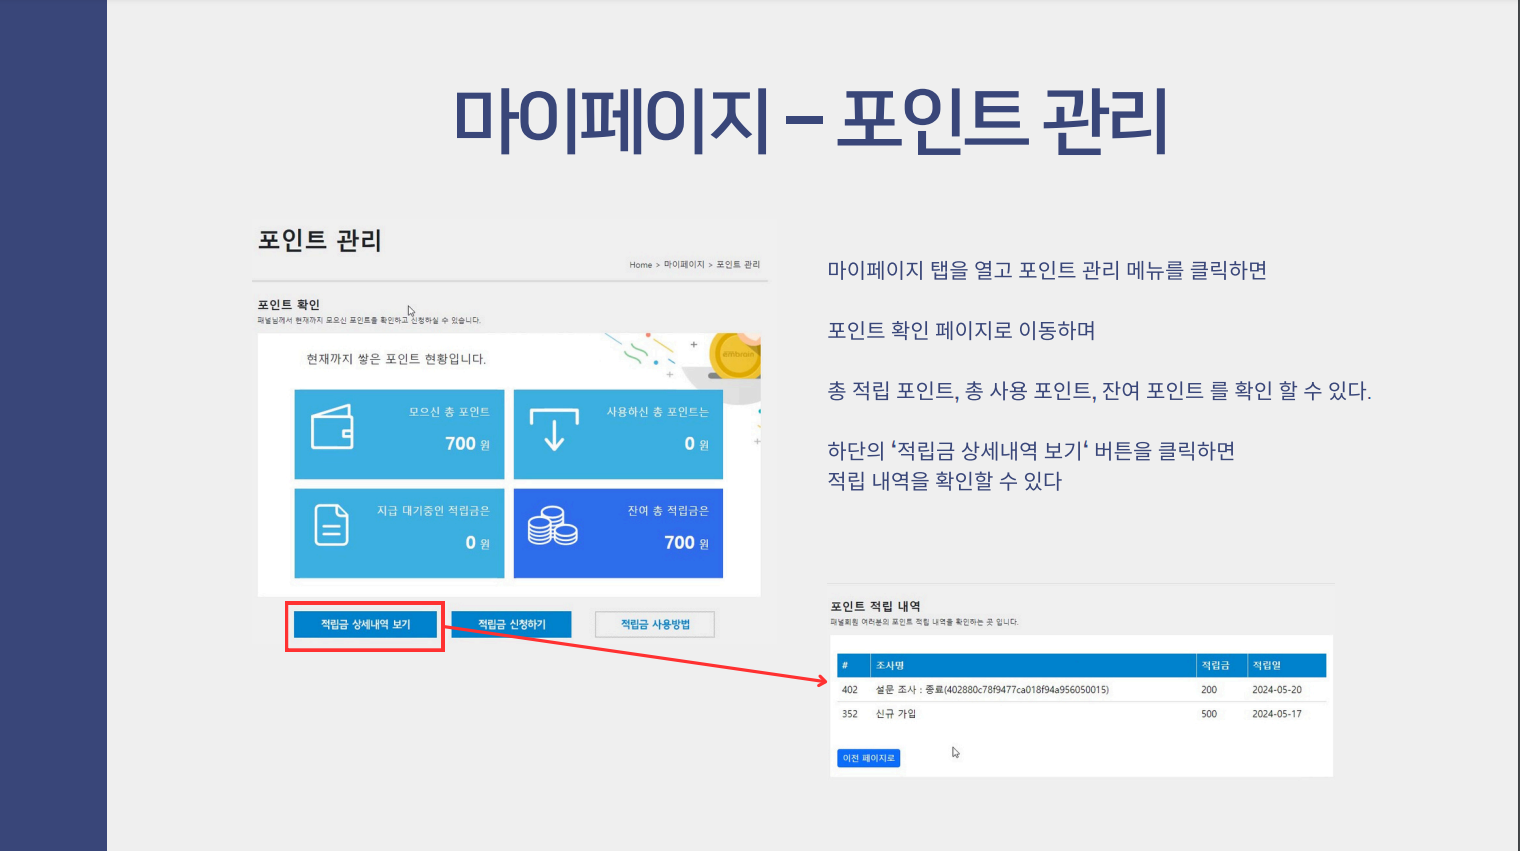 마이페이지 – 포인트 관리
포인트 관리
Home > 마이페이지 > 포인트 관리
포인트 확인
패널님께서 현재까지 모으신 포인트를 확인하고 신청하실 수 있습니다.
현재까지 쌓은 포인트 현황입니다.
embrain
모으신 총 포인트
700 원
사용하신 총 포인트는
0 원
지급 대기중인 적립금은
0 원
잔여 총 적립금은
700 원
적립금 상세내역 보기
적립금 신청하기
적립금 사용방법
마이페이지 탭을 열고 포인트 관리 메뉴를 클릭하면
포인트 확인 페이지로 이동하며
총 적립 포인트, 총 사용 포인트, 잔여 포인트 를 확인 할 수 있다.
하단의 ‘적립금 상세내역 보기‘ 버튼을 클릭하면
적립 내역을 확인할 수 있다
포인트 적립 내역
패널회원 여러분의 포인트 적립 내역을 확인하는 곳 입니다.
# 조사명 적립금 적립일
402 설문 조사 : 종료(402880c78f9477ca018f94a956050015) 200 2024-05-20
352 신규 가입 500 2024-05-17
이전 페이지로